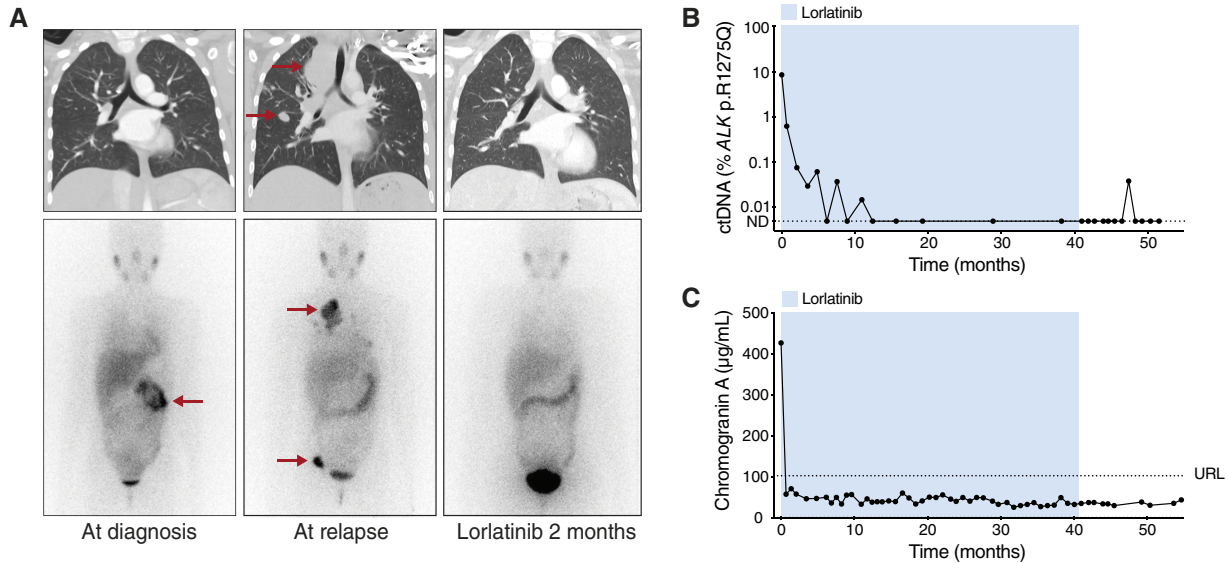 A
At diagnosis
At relapse
Lorlatinib 2 months
B
Lorlatinib
ctDNA (% ALK p.R1275Q)
100
10
1
0.1
0.01
ND
0 10 20 30 40 50
Time (months)
C
Lorlatinib
Chromogranin A (µg/mL)
500
400
300
200
100
0
URL
0 10 20 30 40 50
Time (months)